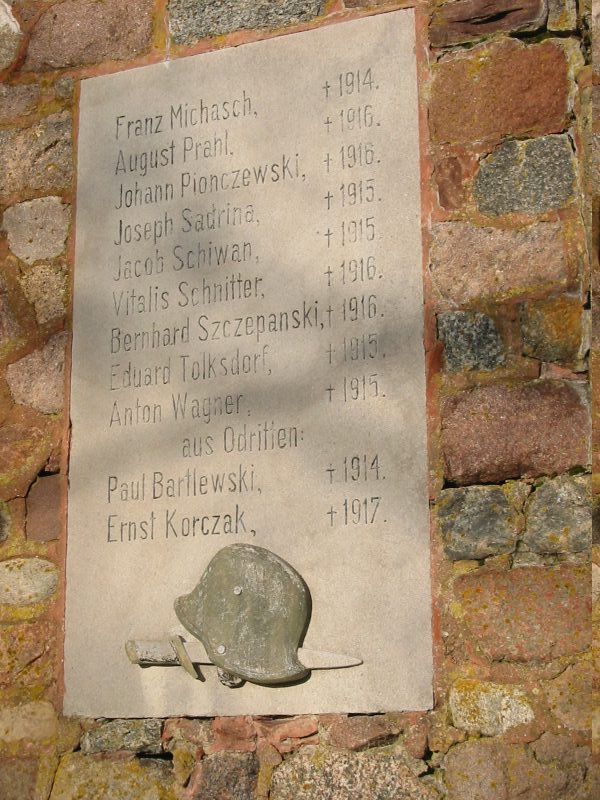 Franz Michasch, † 1914.
August Prahl. † 1916.
Johann Pionczewski, † 1916.
Joseph Sadrina, † 1915.
Jacob Schiwan, † 1915.
Vitalis Schnitter, † 1916.
Bernhard Szczepanski, † 1916.
Eduard Tolksdorf, † 1915.
Anton Wagner, † 1915.
aus Odritten:
Paul Bartlewski, † 1914.
Ernst Korczak, † 1917.